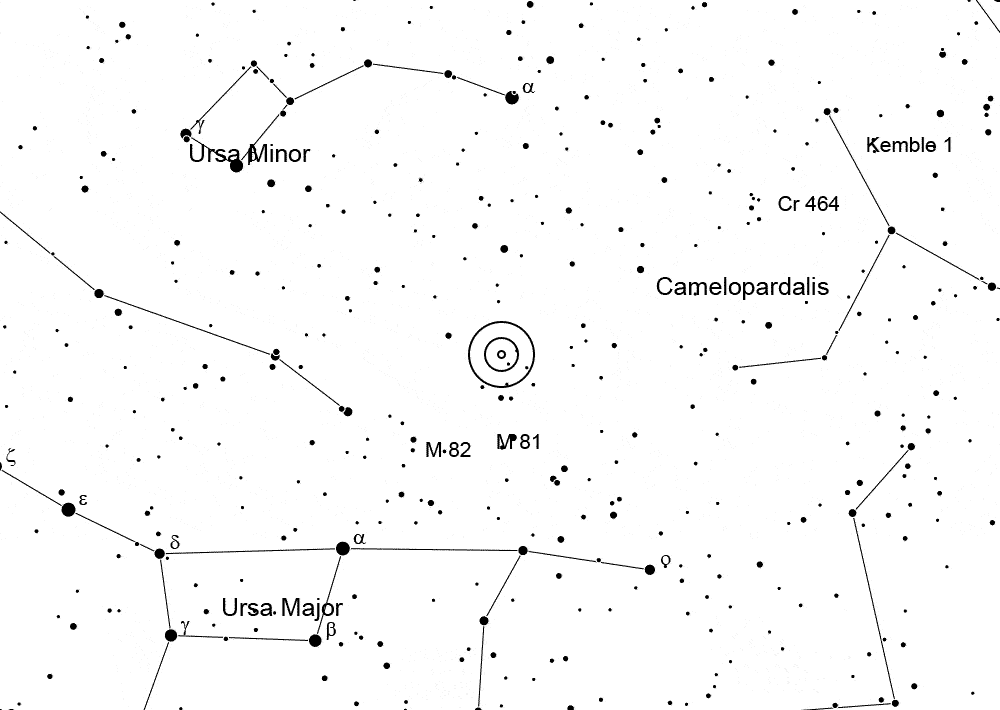 α
γ
β
Ursa Minor
Kemble 1
Cr 464
Camelopardalis
M 82
M 81
ζ
ε
δ
α
ο
Ursa Major
γ
β